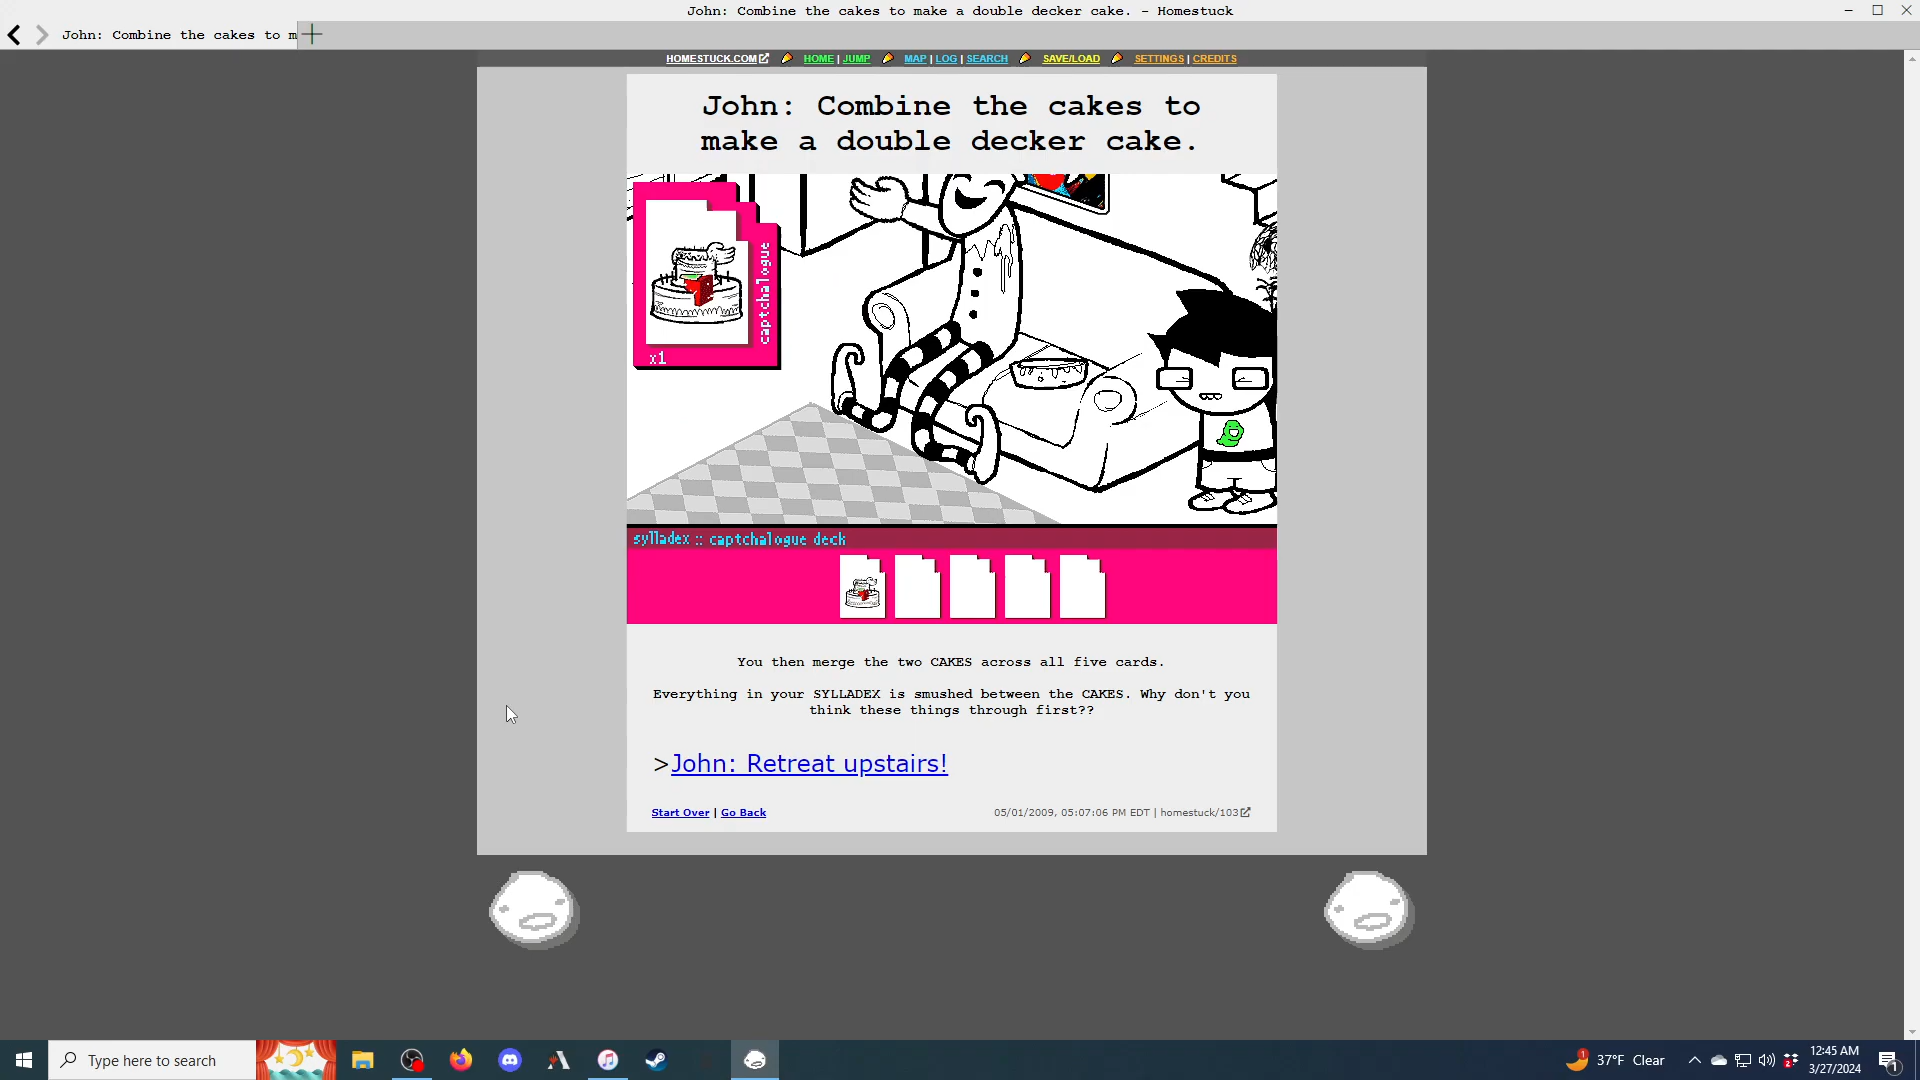 John: Combine the cakes to make a double decker cake. - Homestuck
John: Combine the cakes to m
HOMESTUCK.COM HOME | JUMP MAP | LOG | SEARCH SAVE/LOAD SETTINGS | CREDITS
John: Combine the cakes to
make a double decker cake.
captchalogue
x1
sylladex :: captchalogue deck
You then merge the two CAKES across all five cards.
Everything in your SYLLADEX is smushed between the CAKES. Why don't you
think these things through first??
>John: Retreat upstairs!
Start Over | Go Back
05/01/2009, 05:07:06 PM EDT | homestuck/103
Type here to search
1
37°F Clear
2
12:45 AM
3/27/2024
1